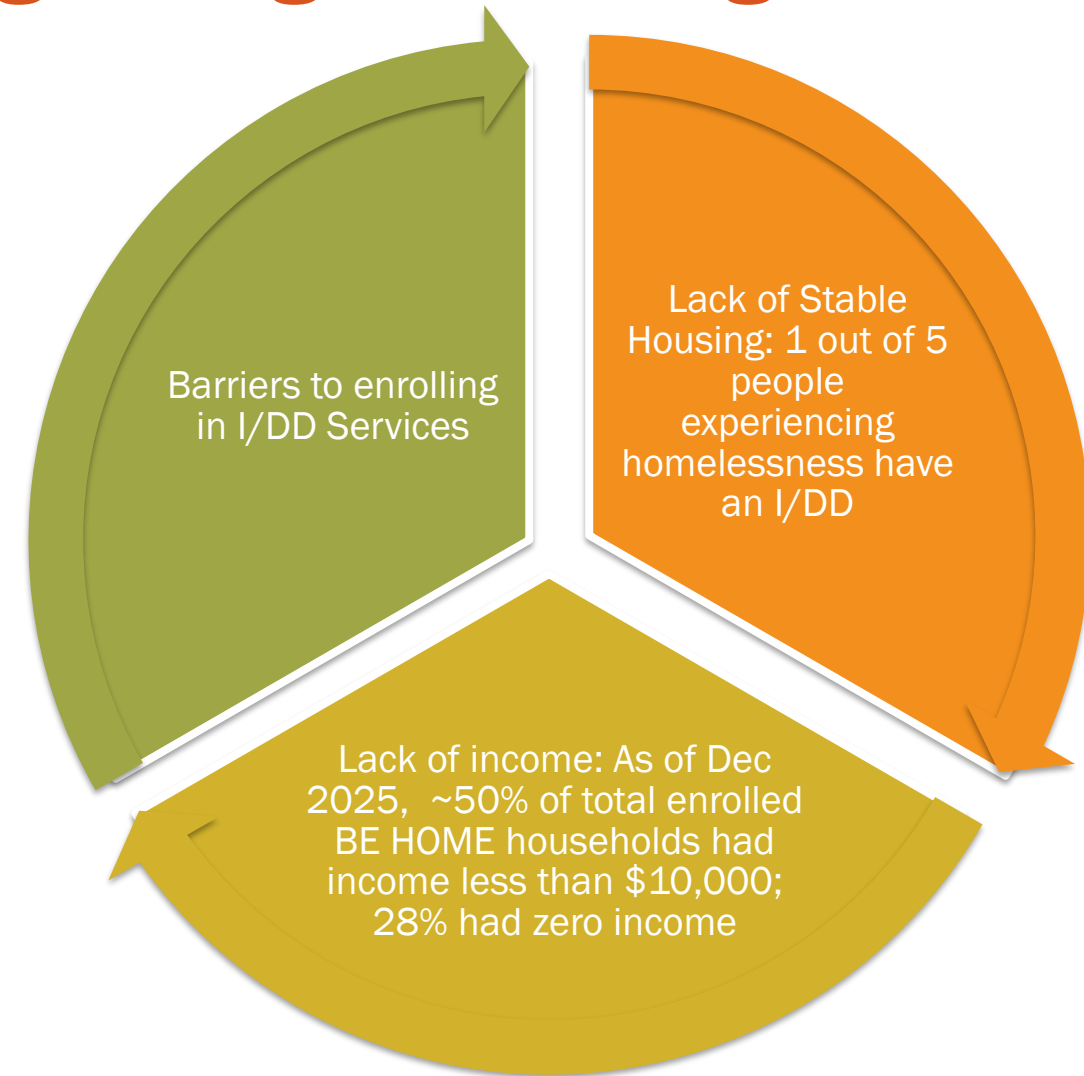 Barriers to enrolling
in I/DD Services
Lack of Stable
Housing: 1 out of 5
people
experiencing
homelessness have
an I/DD
Lack of income: As of Dec
2025, ~50% of total enrolled
BE HOME households had
income less than $10,000;
28% had zero income